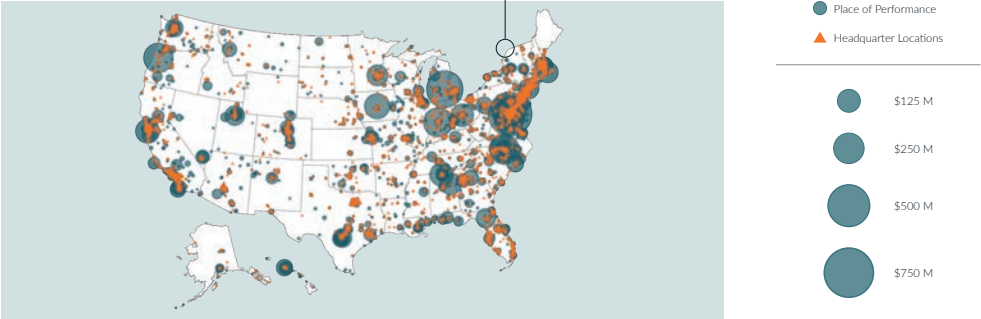 Place of Performance
Headquarter Locations
$125 M
$250 M
$500 M
$750 M